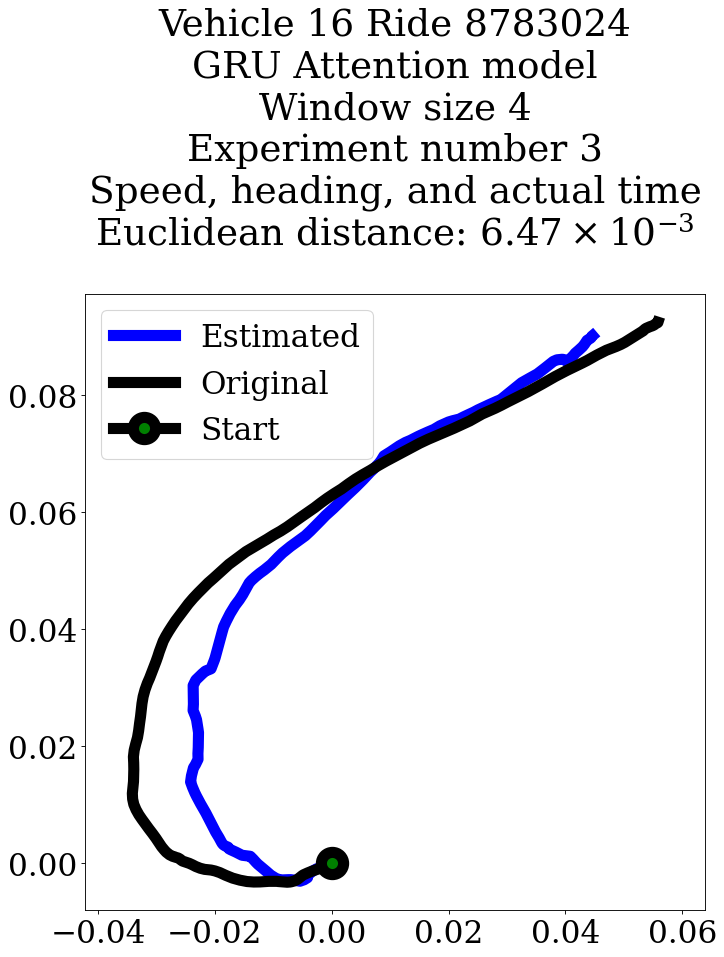 Vehicle 16 Ride 8783024
GRU Attention model
Window size 4
Experiment number 3
Speed, heading, and actual time
Euclidean distance: 6.47 × 10⁻³
Estimated
Original
Start
0.08
0.06
0.04
0.02
0.00
−0.04 −0.02 0.00 0.02 0.04 0.06